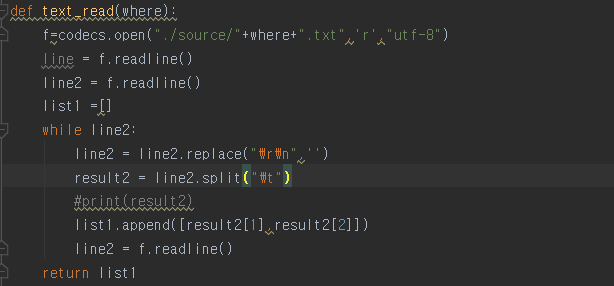 def text_read(where):
    f=codecs.open("./source/"+where+".txt",'r',"utf-8")
    line = f.readline()
    line2 = f.readline()
    list1 =[]
    while line2:
        line2 = line2.replace("₩r₩n",'')
        result2 = line2.split("₩t")
        #print(result2)
        list1.append([result2[1],result2[2]])
        line2 = f.readline()
    return list1